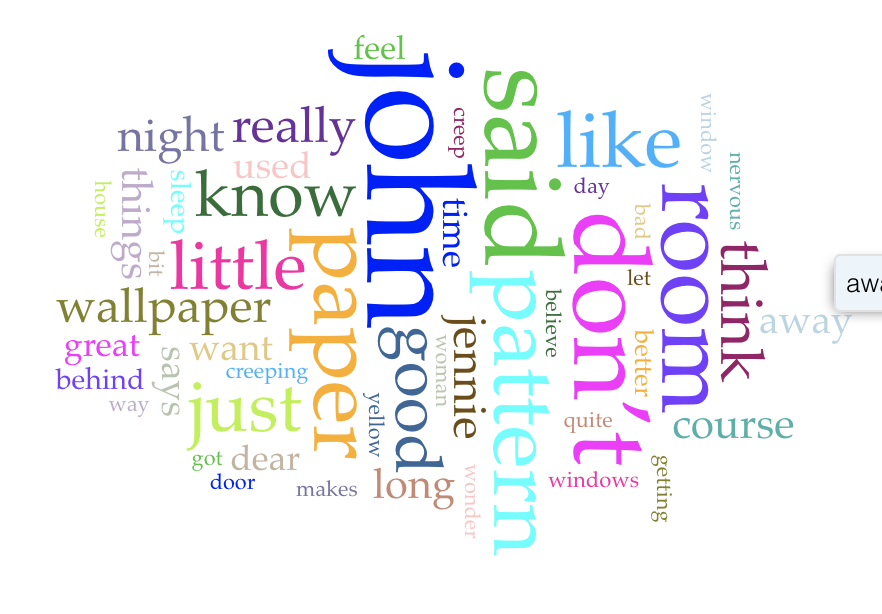 feel
john
said
creep
like
window
night
really
used
know
day
nervous
house
things
sleep
time
bad
room
don't
bit
little
paper
let
think
awa
wallpaper
pattern
believe
away
great
want
good
jennie
woman
better
behind
says
creeping
way
just
yellow
quite
course
got
dear
door
makes
long
wonder
windows
getting